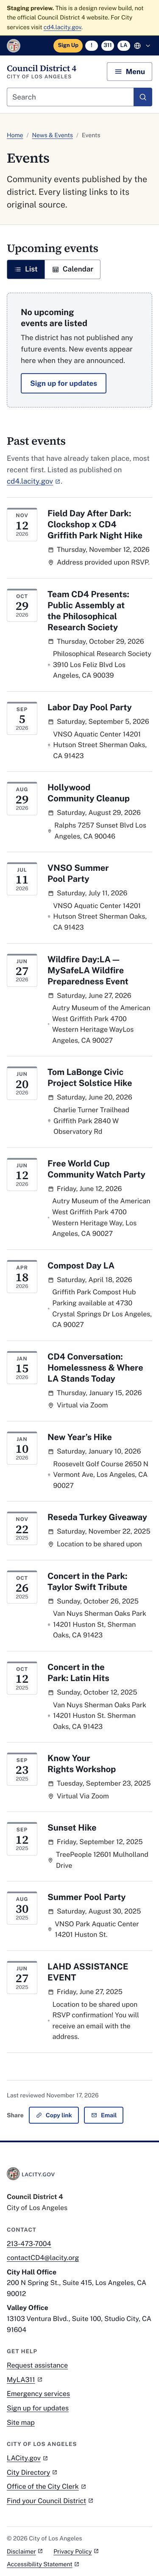 Staging preview. This is a design review build, not
the official Council District 4 website. For City
services visit cd4.lacity.gov.
Sign Up
!
311
LA
Council District 4
CITY OF LOS ANGELES
Menu
Search
Home / News & Events / Events
Events
Community events published by the
district. Every listing links to its
original source.
Upcoming events
List
Calendar
No upcoming
events are listed
The district has not published any
future events. New events appear
here when they are announced.
Sign up for updates
Past events
Events that have already taken place, most
recent first. Listed as published on
cd4.lacity.gov.
NOV
12
2026
Field Day After Dark:
Clockshop x CD4
Griffith Park Night Hike
Thursday, November 12, 2026
Address provided upon RSVP.
OCT
29
2026
Team CD4 Presents:
Public Assembly at
the Philosophical
Research Society
Thursday, October 29, 2026
Philosophical Research Society
3910 Los Feliz Blvd Los
Angeles, CA 90039
SEP
5
2026
Labor Day Pool Party
Saturday, September 5, 2026
VNSO Aquatic Center 14201
Hutson Street Sherman Oaks,
CA 91423
AUG
29
2026
Hollywood
Community Cleanup
Saturday, August 29, 2026
Ralphs 7257 Sunset Blvd Los
Angeles, CA 90046
JUL
11
2026
VNSO Summer
Pool Party
Saturday, July 11, 2026
VNSO Aquatic Center 14201
Hutson Street Sherman Oaks,
CA 91423
JUN
27
2026
Wildfire Day:LA —
MySafeLA Wildfire
Preparedness Event
Saturday, June 27, 2026
Autry Museum of the American
West Griffith Park 4700
Western Heritage WayLos
Angeles, CA 90027
JUN
20
2026
Tom LaBonge Civic
Project Solstice Hike
Saturday, June 20, 2026
Charlie Turner Trailhead
Griffith Park 2840 W
Observatory Rd
JUN
12
2026
Free World Cup
Community Watch Party
Friday, June 12, 2026
Autry Museum of the American
West Griffith Park 4700
Western Heritage Way, Los
Angeles, CA 90027
APR
18
2026
Compost Day LA
Saturday, April 18, 2026
Griffith Park Compost Hub
Parking available at 4730
Crystal Springs Dr Los Angeles,
CA 90027
JAN
15
2026
CD4 Conversation:
Homelessness & Where
LA Stands Today
Thursday, January 15, 2026
Virtual via Zoom
JAN
10
2026
New Year's Hike
Saturday, January 10, 2026
Roosevelt Golf Course 2650 N
Vermont Ave, Los Angeles, CA
90027
NOV
22
2025
Reseda Turkey Giveaway
Saturday, November 22, 2025
Location to be shared upon
OCT
26
2025
Concert in the Park:
Taylor Swift Tribute
Sunday, October 26, 2025
Van Nuys Sherman Oaks Park
14201 Huston St, Sherman
Oaks, CA 91423
OCT
12
2025
Concert in the
Park: Latin Hits
Sunday, October 12, 2025
Van Nuys Sherman Oaks Park
14201 Huston St. Sherman
Oaks, CA 91423
SEP
23
2025
Know Your
Rights Workshop
Tuesday, September 23, 2025
Virtual Via Zoom
SEP
12
2025
Sunset Hike
Friday, September 12, 2025
TreePeople 12601 Mulholland
Drive
AUG
30
2025
Summer Pool Party
Saturday, August 30, 2025
VNSO Park Aquatic Center
14201 Huston St.
JUN
27
2025
LAHD ASSISTANCE
EVENT
Friday, June 27, 2025
Location to be shared upon
RSVP confirmation! You will
receive an email with the
address.
Last reviewed November 17, 2026
Share
Copy link
Email
LACITY.GOV
Council District 4
City of Los Angeles
CONTACT
213-473-7004
contactCD4@lacity.org
City Hall Office
200 N Spring St., Suite 415, Los Angeles, CA
90012
Valley Office
13103 Ventura Blvd., Suite 100, Studio City, CA
91604
GET HELP
Request assistance
MyLA311
Emergency services
Sign up for updates
Site map
CITY OF LOS ANGELES
LACity.gov
City Directory
Office of the City Clerk
Find your Council District
© 2026 City of Los Angeles
Disclaimer
Privacy Policy
Accessibility Statement